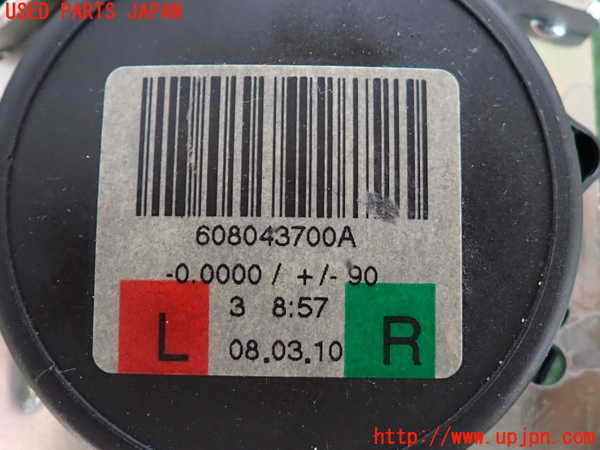 USED PARTS JAPAN
608043700A
-0.0000 / +/- 90
3 8:57
L
08.03.10
R
http://www.upjpn.com/